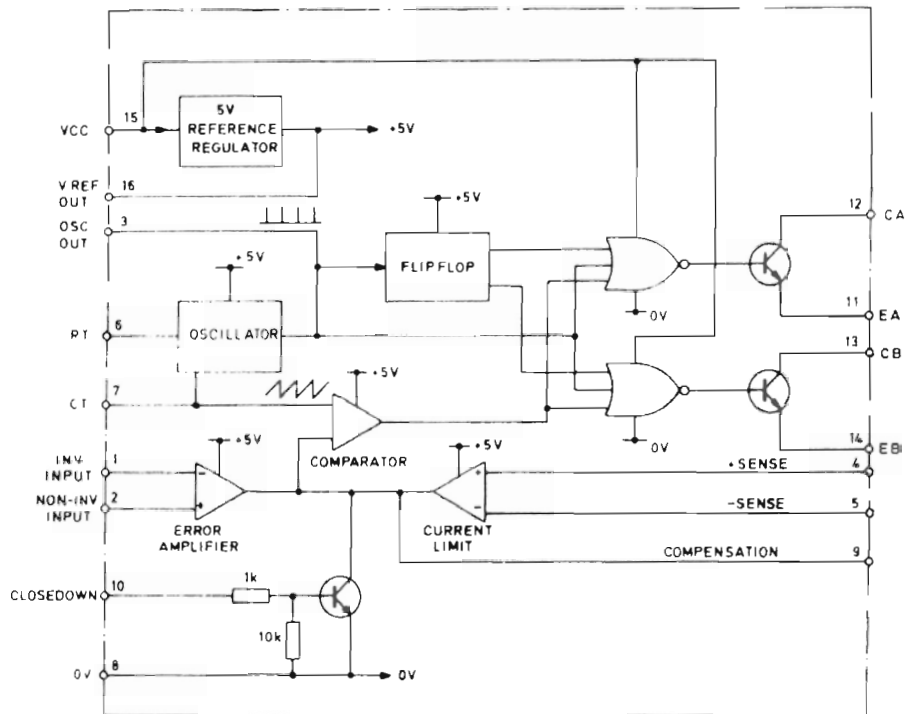 VCC
15
5V
REFERENCE
REGULATOR
+5V
V REF
OUT
16
OSC
OUT
3
+5V
FLIPFLOP
+5V
OSCILLATOR
RT
6
CT
7
+5V
COMPARATOR
INV
INPUT
1
NON-INV
INPUT
2
-
+
+5V
ERROR
AMPLIFIER
+5V
+
-
CURRENT
LIMIT
CLOSEDOWN
10
1k
10k
0V
8
0V
0V
0V
12
CA
11
EA
13
CB
14
EB
+SENSE
4
-SENSE
5
COMPENSATION
9